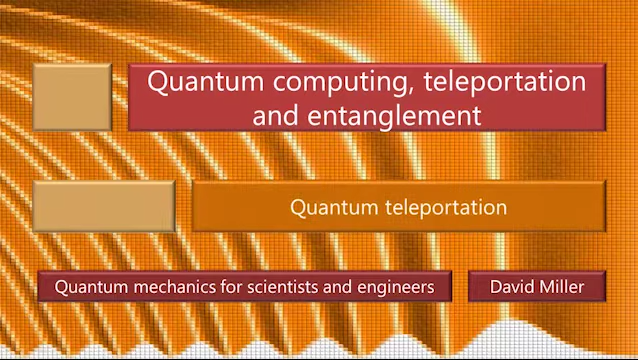 Quantum computing, teleportation
and entanglement
Quantum teleportation
Quantum mechanics for scientists and engineers
David Miller